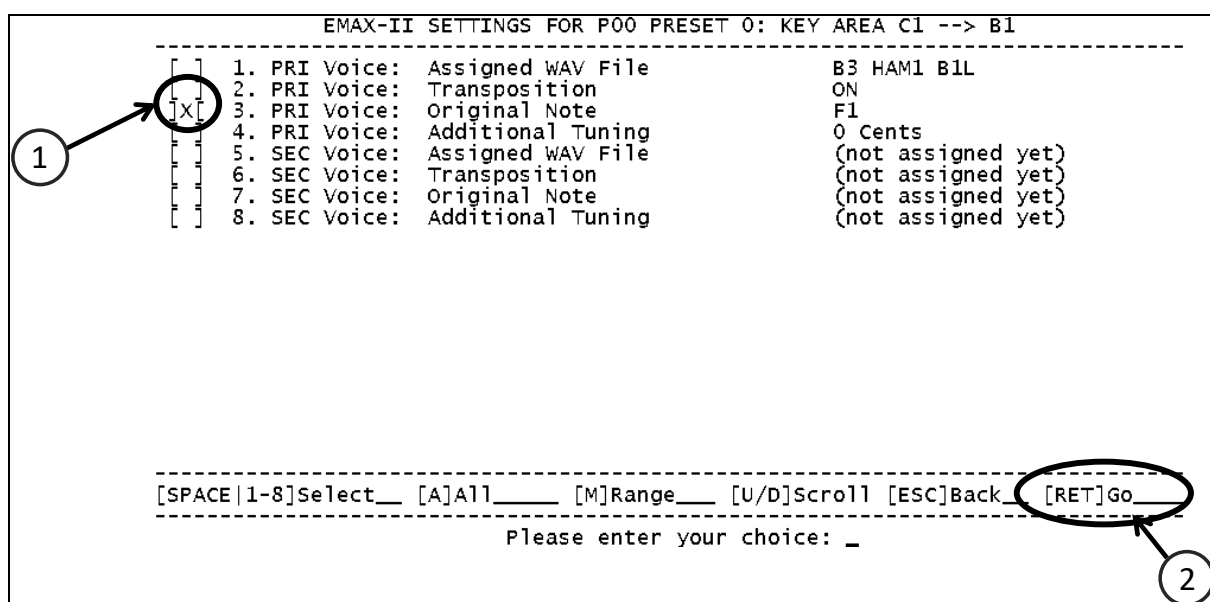 EMAX-II SETTINGS FOR P00 PRESET 0: KEY AREA C1 --> B1
------------------------------------------------------------------------------
[ ] 1. PRI Voice: Assigned WAV File B3 HAM1 B1L
[ ] 2. PRI Voice: Transposition ON
]X[ 3. PRI Voice: Original Note F1
[ ] 4. PRI Voice: Additional Tuning 0 Cents
[ ] 5. SEC Voice: Assigned WAV File (not assigned yet)
[ ] 6. SEC Voice: Transposition (not assigned yet)
[ ] 7. SEC Voice: Original Note (not assigned yet)
[ ] 8. SEC Voice: Additional Tuning (not assigned yet)
1
------------------------------------------------------------------------------
[SPACE|1-8]Select__ [A]All_____ [M]Range___ [U/D]Scroll [ESC]Back__ [RET]Go____
------------------------------------------------------------------------------
Please enter your choice: _
2